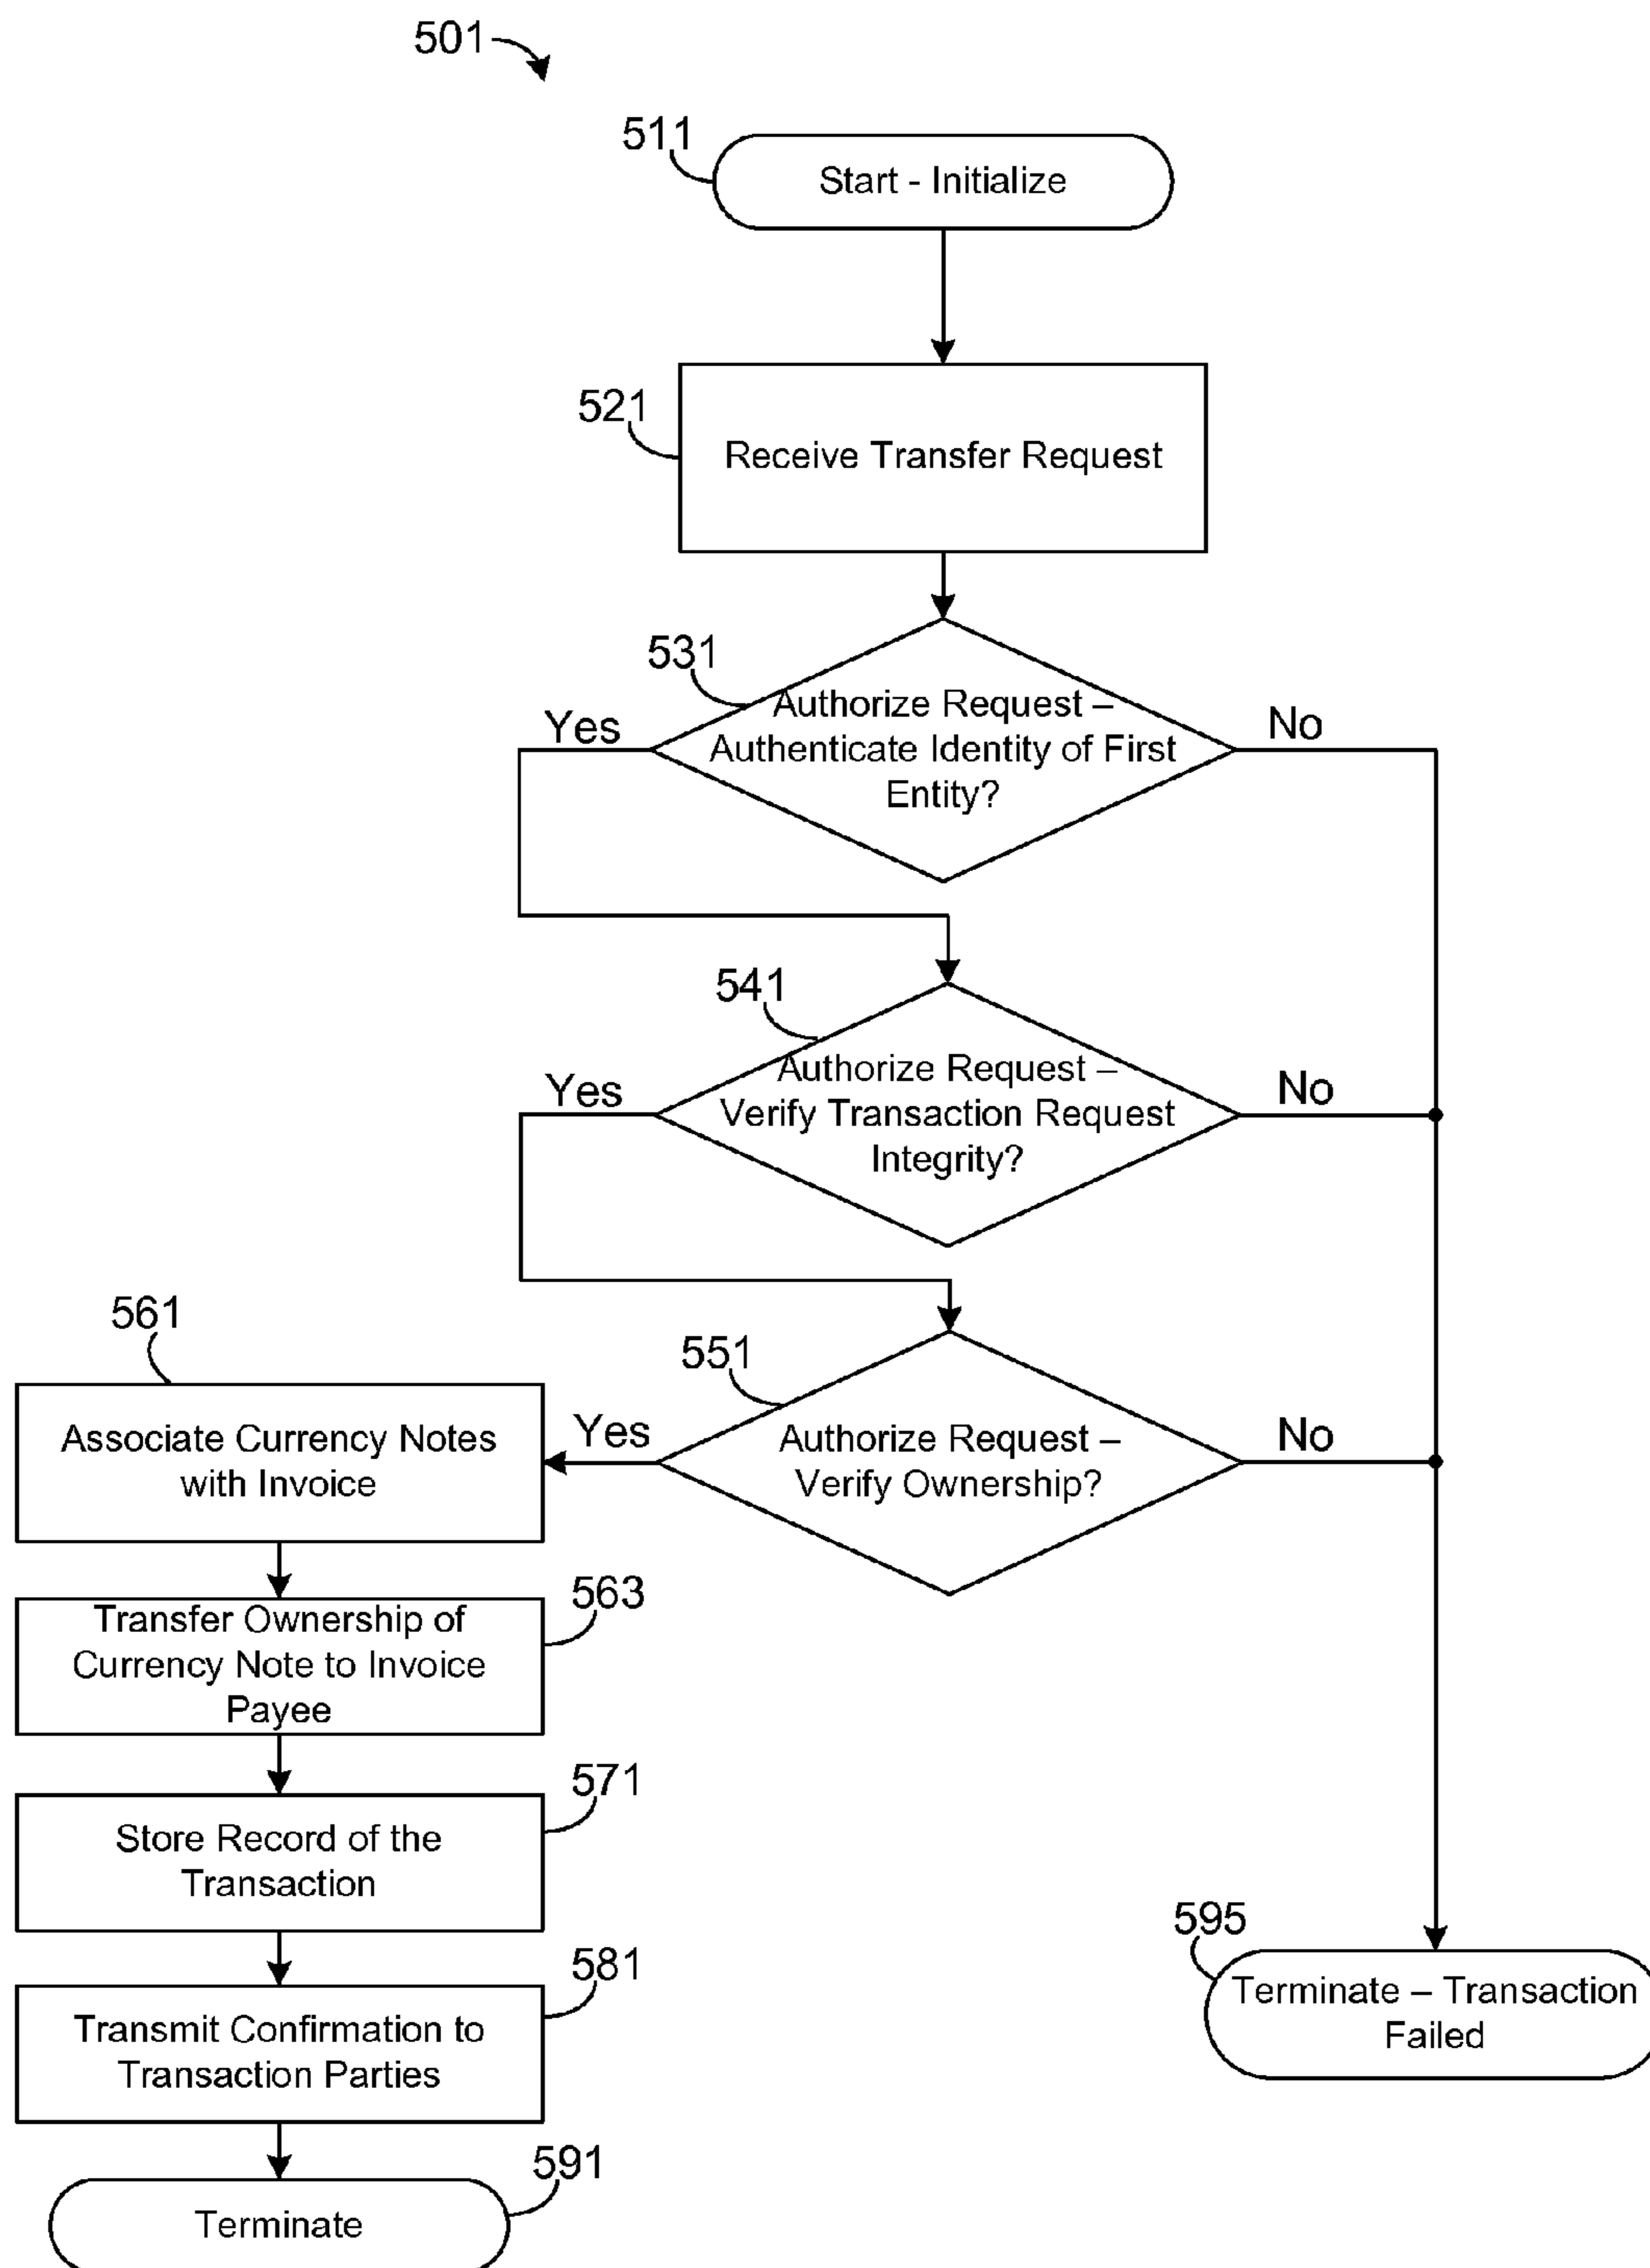 501
511
Start - Initialize
521
Receive Transfer Request
531
Yes
Authorize Request –
Authenticate Identity of First
Entity?
No
541
Yes
Authorize Request –
Verify Transaction Request
Integrity?
No
551
Yes
Authorize Request –
Verify Ownership?
No
561
Associate Currency Notes
with Invoice
563
Transfer Ownership of
Currency Note to Invoice
Payee
571
Store Record of the
Transaction
581
Transmit Confirmation to
Transaction Parties
591
Terminate
595
Terminate – Transaction
Failed